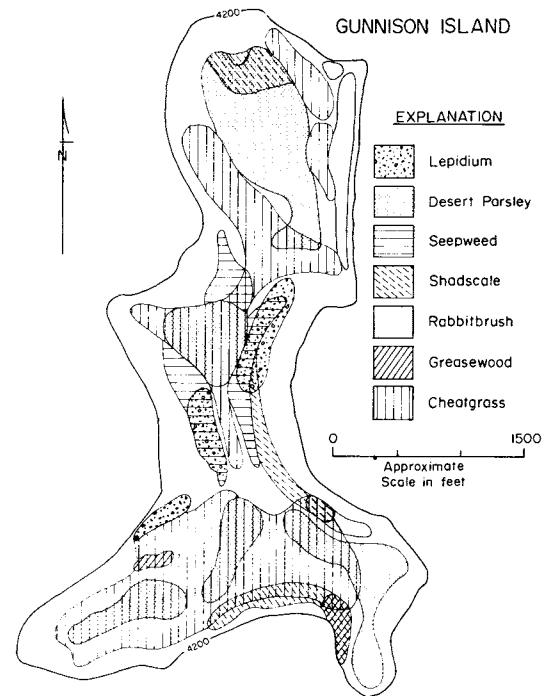 4200
GUNNISON ISLAND
N
EXPLANATION
Lepidium
Desert Parsley
Seepweed
Shadscale
Rabbitbrush
Greasewood
Cheatgrass
0 1500
Approximate
Scale in feet
4200